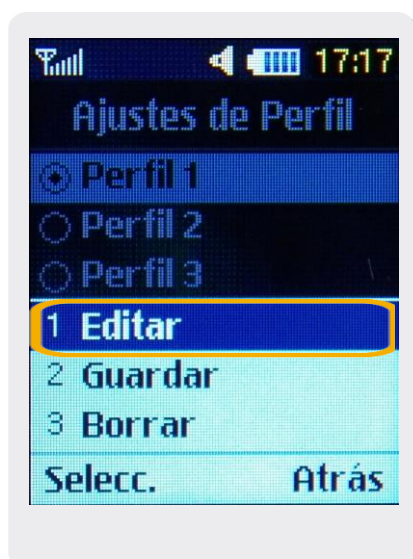 17:17
Ajustes de Perfil
Perfil 1
Perfil 2
Perfil 3
1 Editar
2 Guardar
3 Borrar
Selecc. Atrás